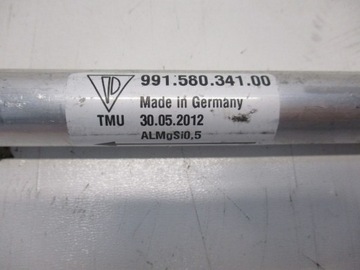 991.580.341.00
Made in Germany
TMU 30.05.2012
ALMgSi0,5